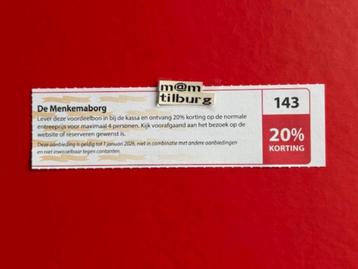 m@m
tilburg
De Menkemaborg
Lever deze voordeelbon in bij de kassa en ontvang 20% korting op de normale
entreeprijs voor maximaal 4 personen. Kijk voorafgaand aan het bezoek op de
website of reserveren gewenst is.
Deze aanbieding is geldig tot 1 januari 2026, niet in combinatie met andere aanbiedingen
en niet inwisselbaar tegen contanten.
143
20%
KORTING